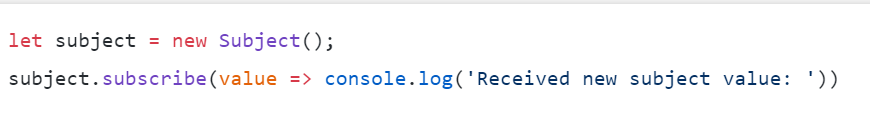 let subject = new Subject();
subject.subscribe(value => console.log('Received new subject value: '))